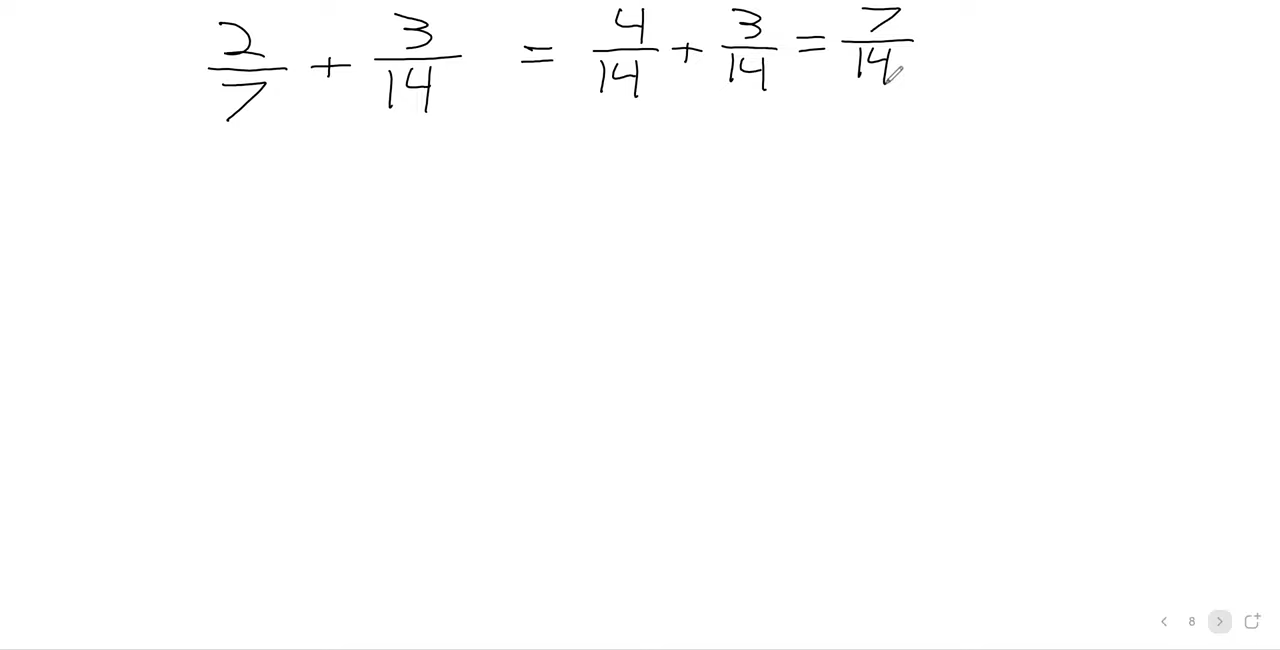 2/7 + 3/14 = 4/14 + 3/14 = 7/14
8